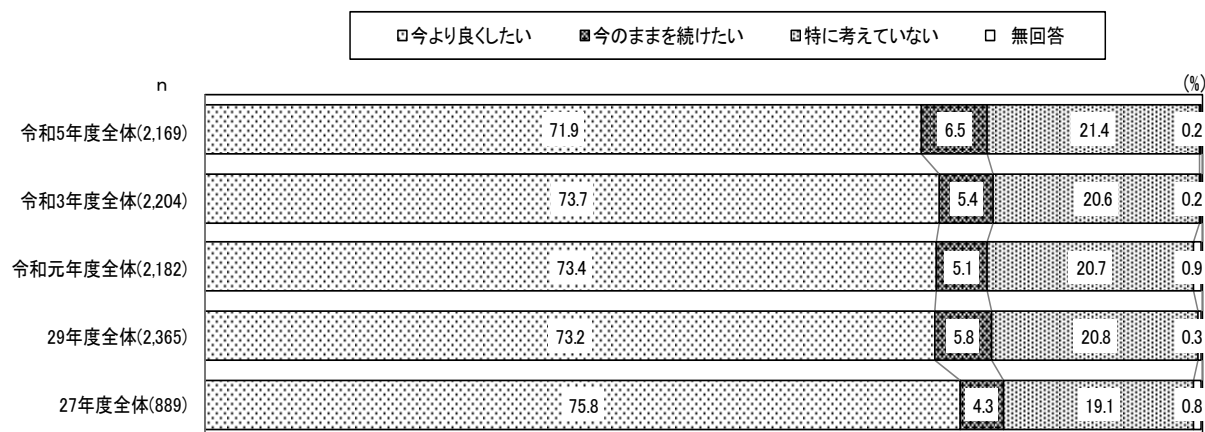 今より良くしたい 今のままを続けたい 特に考えていない 無回答
n (%)
令和5年度全体(2,169) 71.9 6.5 21.4 0.2
令和3年度全体(2,204) 73.7 5.4 20.6 0.2
令和元年度全体(2,182) 73.4 5.1 20.7 0.9
29年度全体(2,365) 73.2 5.8 20.8 0.3
27年度全体(889) 75.8 4.3 19.1 0.8